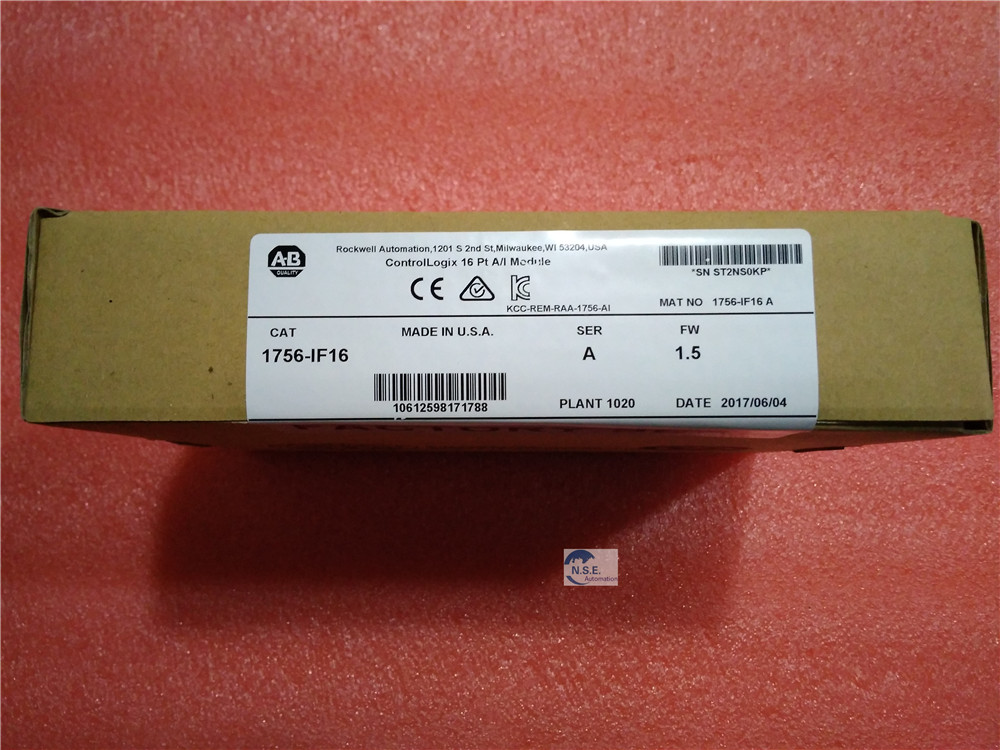 A-B
QUALITY
Rockwell Automation,1201 S 2nd St,Milwaukee,WI 53204,USA
ControlLogix 16 Pt A/I Module
CE
KCC-REM-RAA-1756-AI
*SN ST2NS0KP*
MAT NO 1756-IF16 A
CAT
1756-IF16
MADE IN U.S.A.
SER
A
FW
1.5
10612598171788
PLANT 1020
DATE 2017/06/04
N.S.E.
Automation